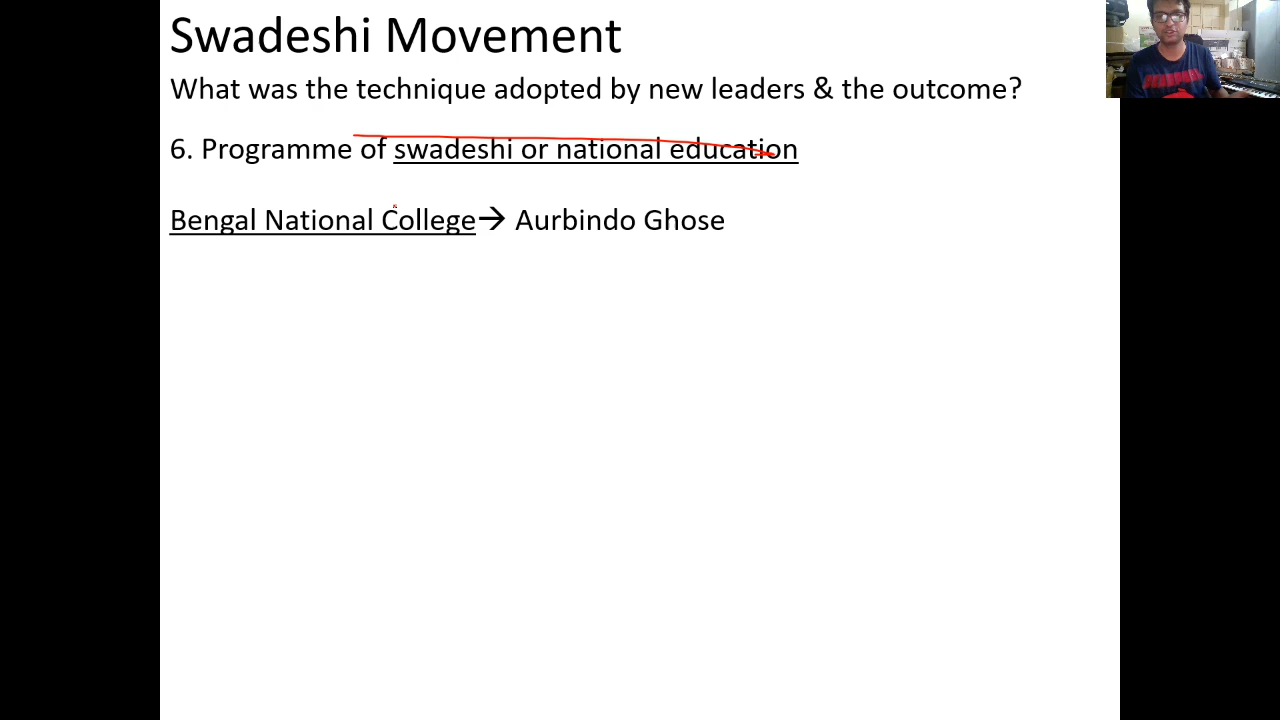 Swadeshi Movement
What was the technique adopted by new leaders & the outcome?
6. Programme of swadeshi or national education
Bengal National College→ Aurbindo Ghose